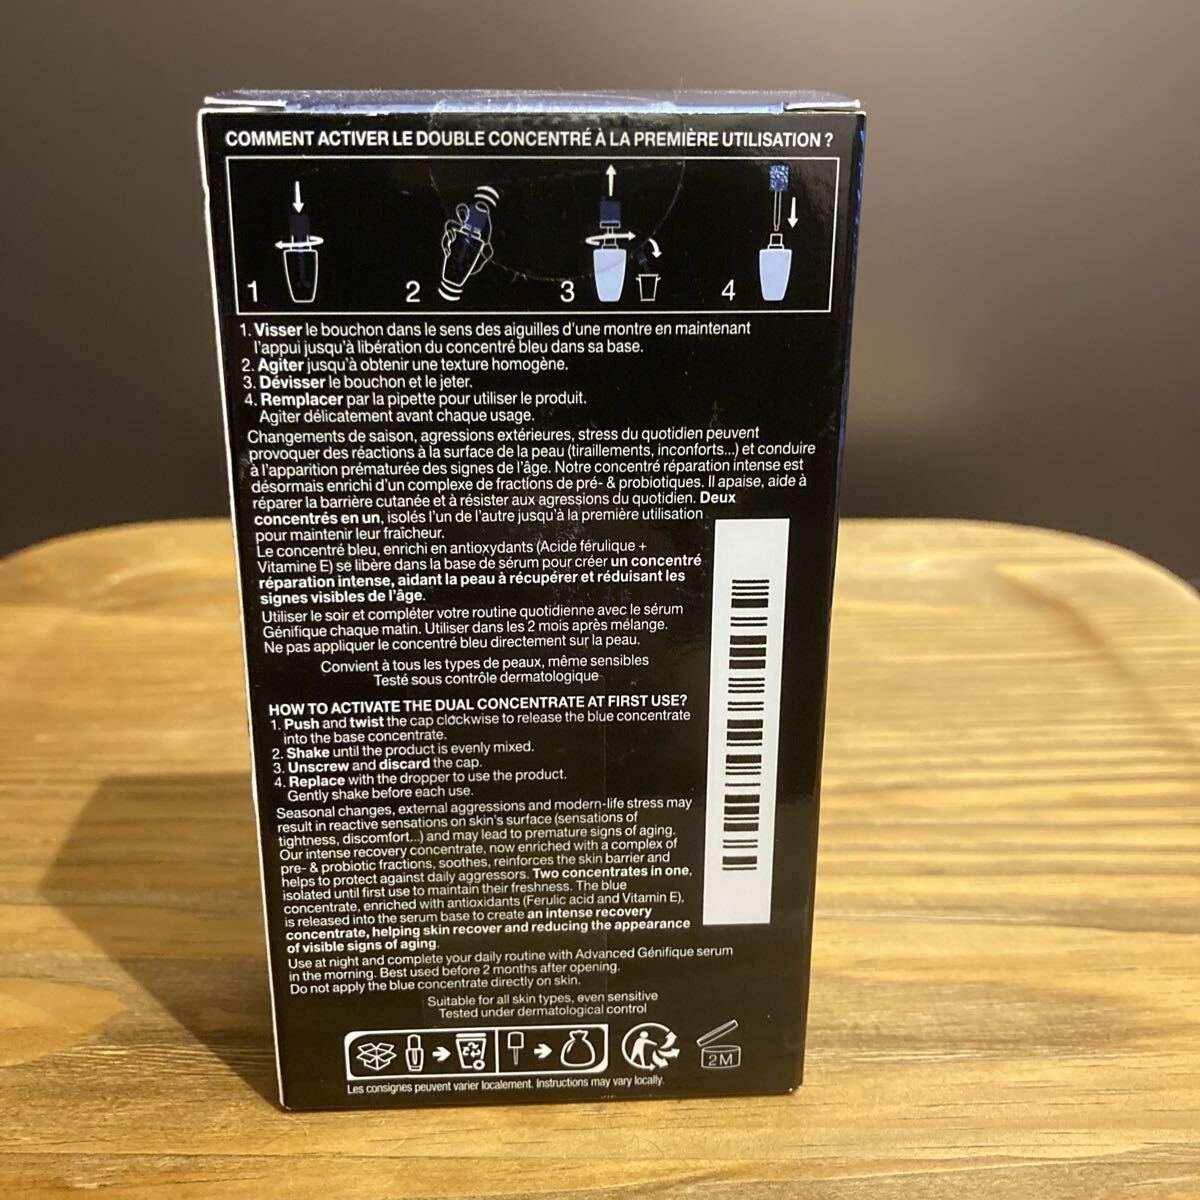 COMMENT ACTIVER LE DOUBLE CONCENTRÉ À LA PREMIÈRE UTILISATION ?
1 2 3 4
1. Visser le bouchon dans le sens des aiguilles d'une montre en maintenant
l'appui jusqu'à libération du concentré bleu dans sa base.
2. Agiter jusqu'à obtenir une texture homogène.
3. Dévisser le bouchon et le jeter.
4. Remplacer par la pipette pour utiliser le produit.
Agiter délicatement avant chaque usage.
Changements de saison, agressions extérieures, stress du quotidien peuvent
provoquer des réactions à la surface de la peau (tiraillements, inconforts...) et conduire
à l'apparition prématurée des signes de l'âge. Notre concentré réparation intense est
désormais enrichi d'un complexe de fractions de pré- & probiotiques. Il apaise, aide à
réparer la barrière cutanée et à résister aux agressions du quotidien. Deux
concentrés en un, isolés l'un de l'autre jusqu'à la première utilisation
pour maintenir leur fraîcheur.
Le concentré bleu, enrichi en antioxydants (Acide férulique +
Vitamine E) se libère dans la base de sérum pour créer un concentré
réparation intense, aidant la peau à récupérer et réduisant les
signes visibles de l'âge.
Utiliser le soir et compléter votre routine quotidienne avec le sérum
Génifique chaque matin. Utiliser dans les 2 mois après mélange.
Ne pas appliquer le concentré bleu directement sur la peau.
Convient à tous les types de peaux, même sensibles
Testé sous contrôle dermatologique
HOW TO ACTIVATE THE DUAL CONCENTRATE AT FIRST USE?
1. Push and twist the cap clockwise to release the blue concentrate
into the base concentrate.
2. Shake until the product is evenly mixed.
3. Unscrew and discard the cap.
4. Replace with the dropper to use the product.
Gently shake before each use.
Seasonal changes, external aggressions and modern-life stress may
result in reactive sensations on skin's surface (sensations of
tightness, discomfort...) and may lead to premature signs of aging.
Our intense recovery concentrate, now enriched with a complex of
pre- & probiotic fractions, soothes, reinforces the skin barrier and
helps to protect against daily aggressors. Two concentrates in one,
isolated until first use to maintain their freshness. The blue
concentrate, enriched with antioxidants (Ferulic acid and Vitamin E),
is released into the serum base to create an intense recovery
concentrate, helping skin recover and reducing the appearance
of visible signs of aging.
Use at night and complete your daily routine with Advanced Génifique serum
in the morning. Best used before 2 months after opening.
Do not apply the blue concentrate directly on skin.
Suitable for all skin types, even sensitive
Tested under dermatological control
2M
Les consignes peuvent varier localement. Instructions may vary locally.